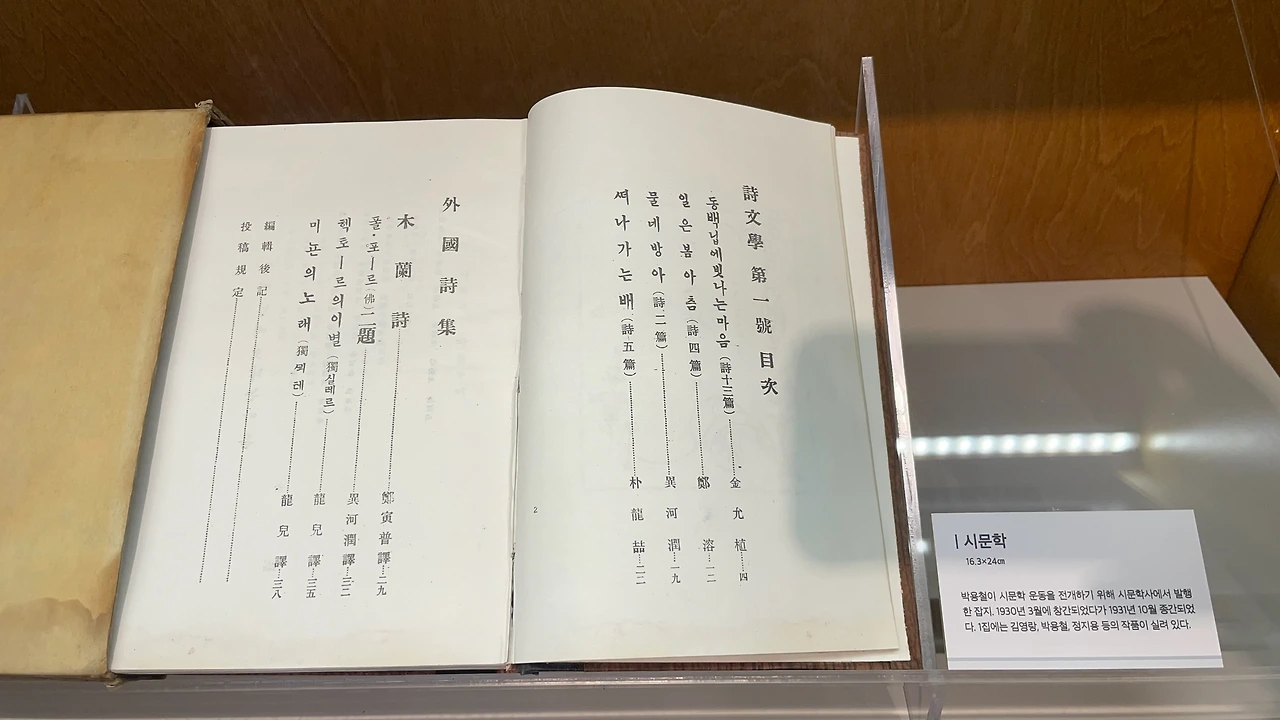 詩文學 第一號 目次
동백닙에빗나는마음(詩十三篇)………金允植…四
일은봄아츰(詩四篇)………鄭 溶…一二
물네방아(詩二篇)………異河潤…一九
ᄯᅥ나가는배(詩五篇)………朴龍喆…二二
2
外國詩集
木蘭詩………鄭寅普譯…二九
폴·포ー르(佛)二題………異河潤譯…三二
헥토ー르의이별(獨실레르)………龍兒譯…三五
미뇬의노래(獨ᄭᅬ레)………龍兒譯…三八
編輯後記………
投稿規定………
| 시문학
16.3×24㎝
박용철이 시문학 운동을 전개하기 위해 시문학사에서 발행
한 잡지. 1930년 3월에 창간되었다가 1931년 10월 종간되었
다. 1집에는 김영랑, 박용철, 정지용 등의 작품이 실려 있다.